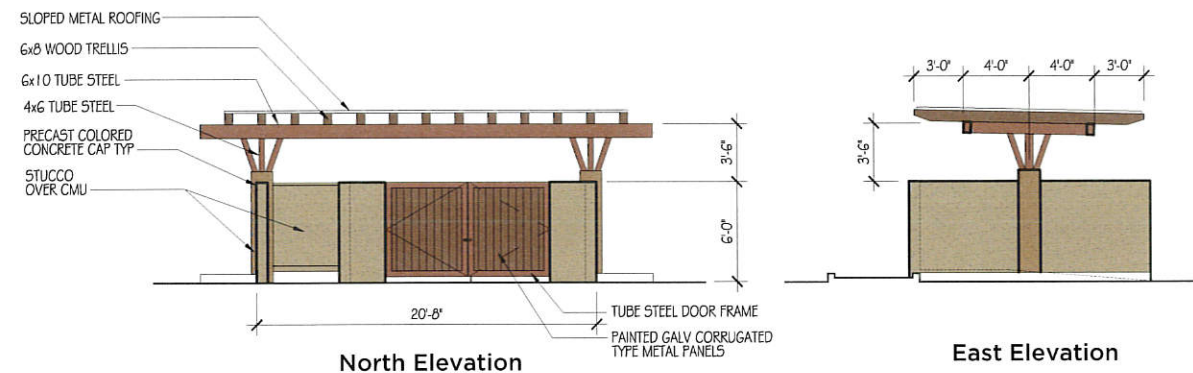 SLOPED METAL ROOFING
6x8 WOOD TRELLIS
6x10 TUBE STEEL
4x6 TUBE STEEL
PRECAST COLORED
CONCRETE CAP TYP
STUCCO
OVER CMU
3'-6"
6'-0"
20'-8"
TUBE STEEL DOOR FRAME
PAINTED GALV CORRUGATED
TYPE METAL PANELS
North Elevation
3'-0" 4'-0" 4'-0" 3'-0"
3'-6"
East Elevation